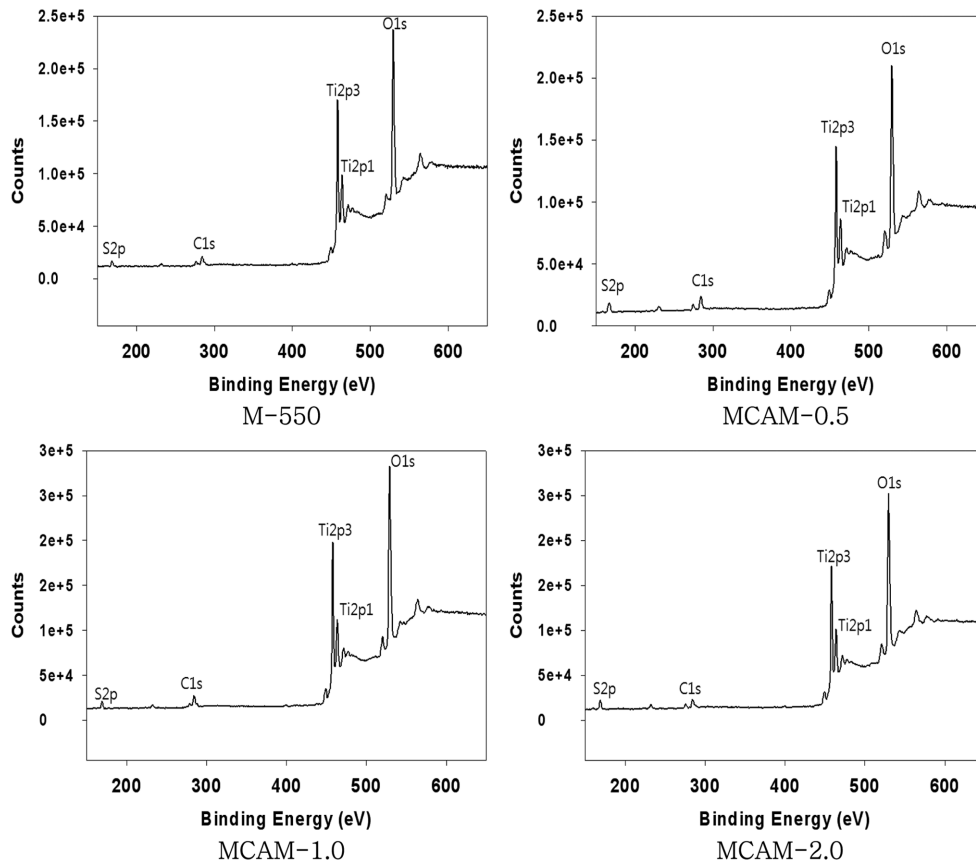 2.5e+5
2.0e+5
1.5e+5
1.0e+5
5.0e+4
0.0
Counts
O1s
Ti2p3
Ti2p1
S2p
C1s
200 300 400 500 600
Binding Energy (eV)
M-550
2.5e+5
2.0e+5
1.5e+5
1.0e+5
5.0e+4
0.0
Counts
O1s
Ti2p3
Ti2p1
S2p
C1s
200 300 400 500 600
Binding Energy (eV)
MCAM-0.5
3e+5
3e+5
2e+5
2e+5
1e+5
5e+4
0
Counts
O1s
Ti2p3
Ti2p1
S2p
C1s
200 300 400 500 600
Binding Energy (eV)
MCAM-1.0
3e+5
3e+5
2e+5
2e+5
1e+5
5e+4
0
Counts
O1s
Ti2p3
Ti2p1
S2p
C1s
200 300 400 500 600
Binding Energy (eV)
MCAM-2.0